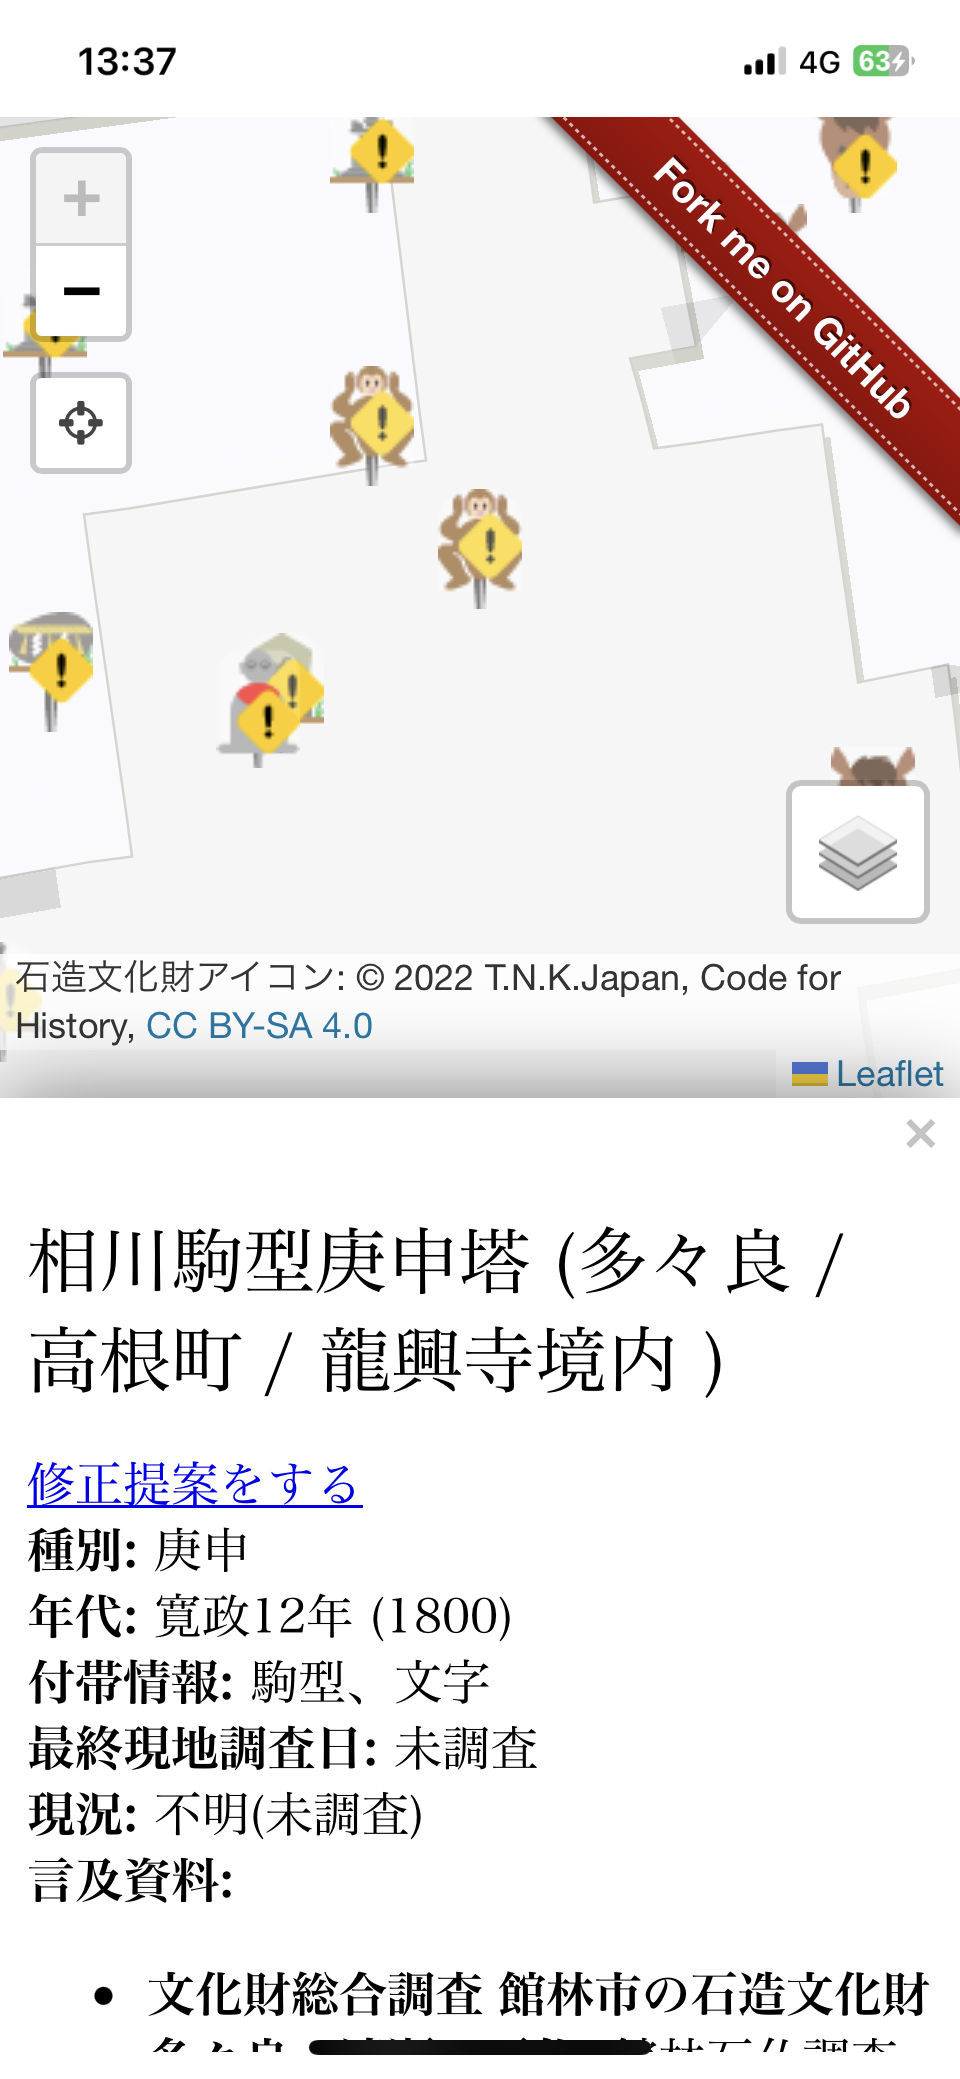 13:37
4G
63
+
−
Fork me on GitHub
石造文化財アイコン: © 2022 T.N.K.Japan, Code for
History, CC BY-SA 4.0
Leaflet
×
相川駒型庚申塔 (多々良 /
高根町 / 龍興寺境内 )
修正提案をする
種別: 庚申
年代: 寛政12年 (1800)
付帯情報: 駒型、文字
最終現地調査日: 未調査
現況: 不明(未調査)
言及資料:
• 文化財総合調査 館林市の石造文化財